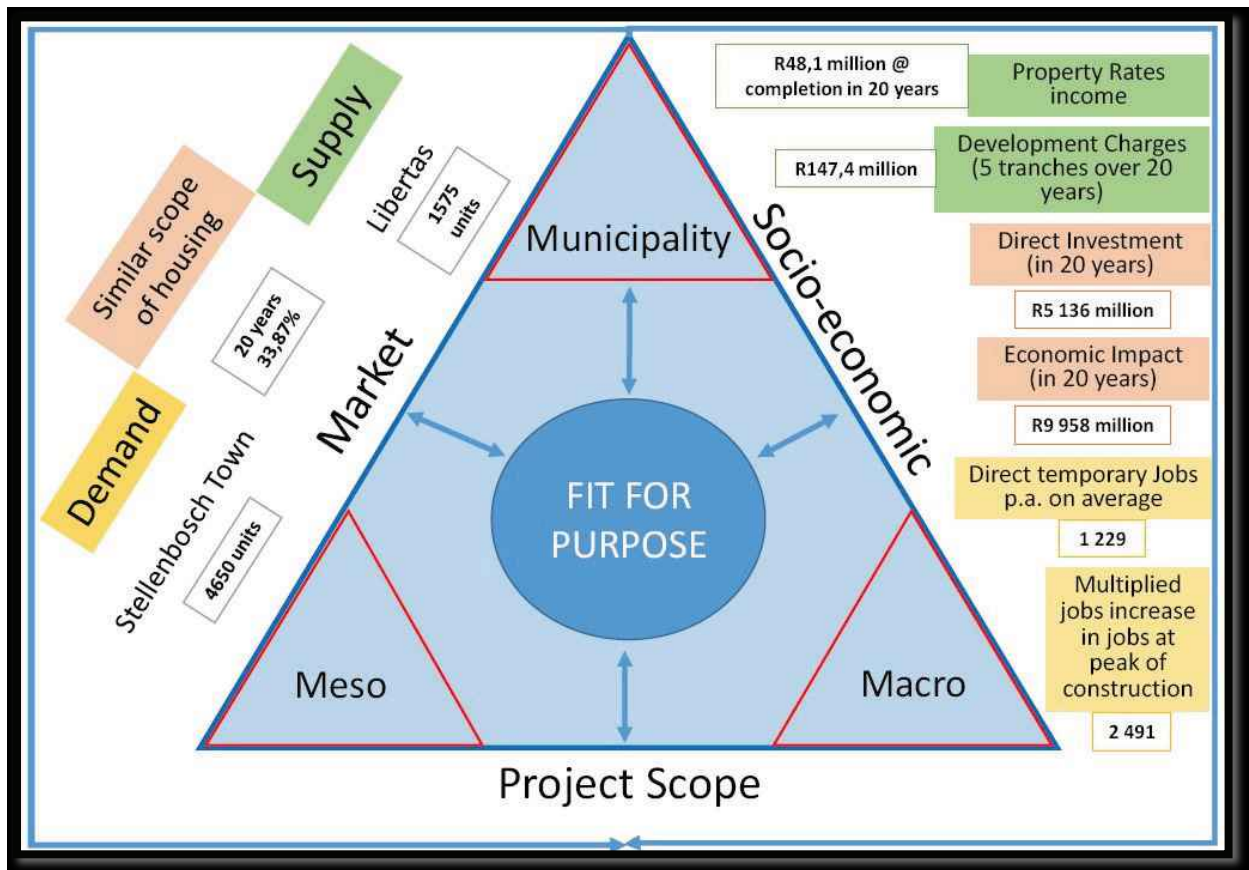 Supply
Libertas
1575
units
Similar scope
of housing
20 years
33,87%
Demand
Stellenbosch Town
4650 units
Market
Municipality
FIT FOR
PURPOSE
Meso
Macro
Project Scope
Socio-economic
R48,1 million @
completion in 20 years
Property Rates
income
R147,4 million
Development Charges
(5 tranches over 20
years)
Direct Investment
(in 20 years)
R5 136 million
Economic Impact
(in 20 years)
R9 958 million
Direct temporary Jobs
p.a. on average
1 229
Multiplied
jobs increase
in jobs at
peak of
construction
2 491